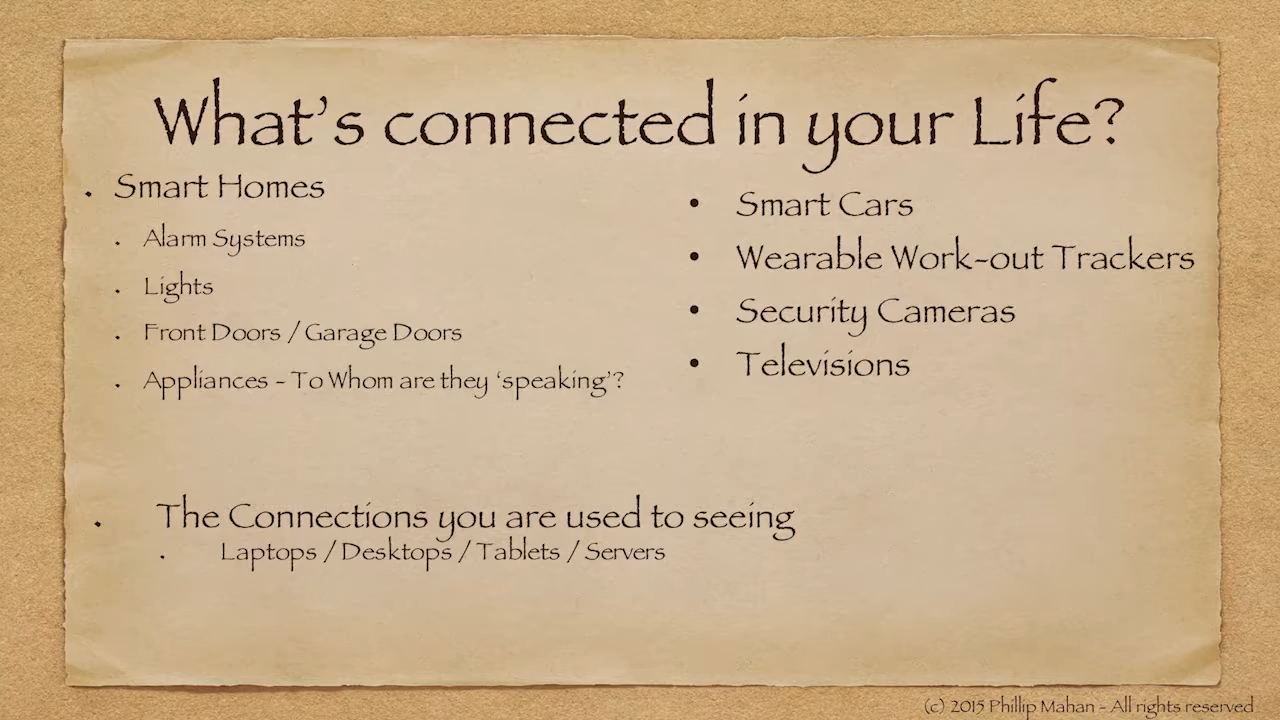 What's connected in your Life?
Smart Homes
Alarm Systems
Lights
Front Doors / Garage Doors
Appliances - To Whom are they 'speaking'?
Smart Cars
Wearable Work-out Trackers
Security Cameras
Televisions
The Connections you are used to seeing
Laptops / Desktops / Tablets / Servers
(c) 2015 Phillip Mahan - All rights reserved